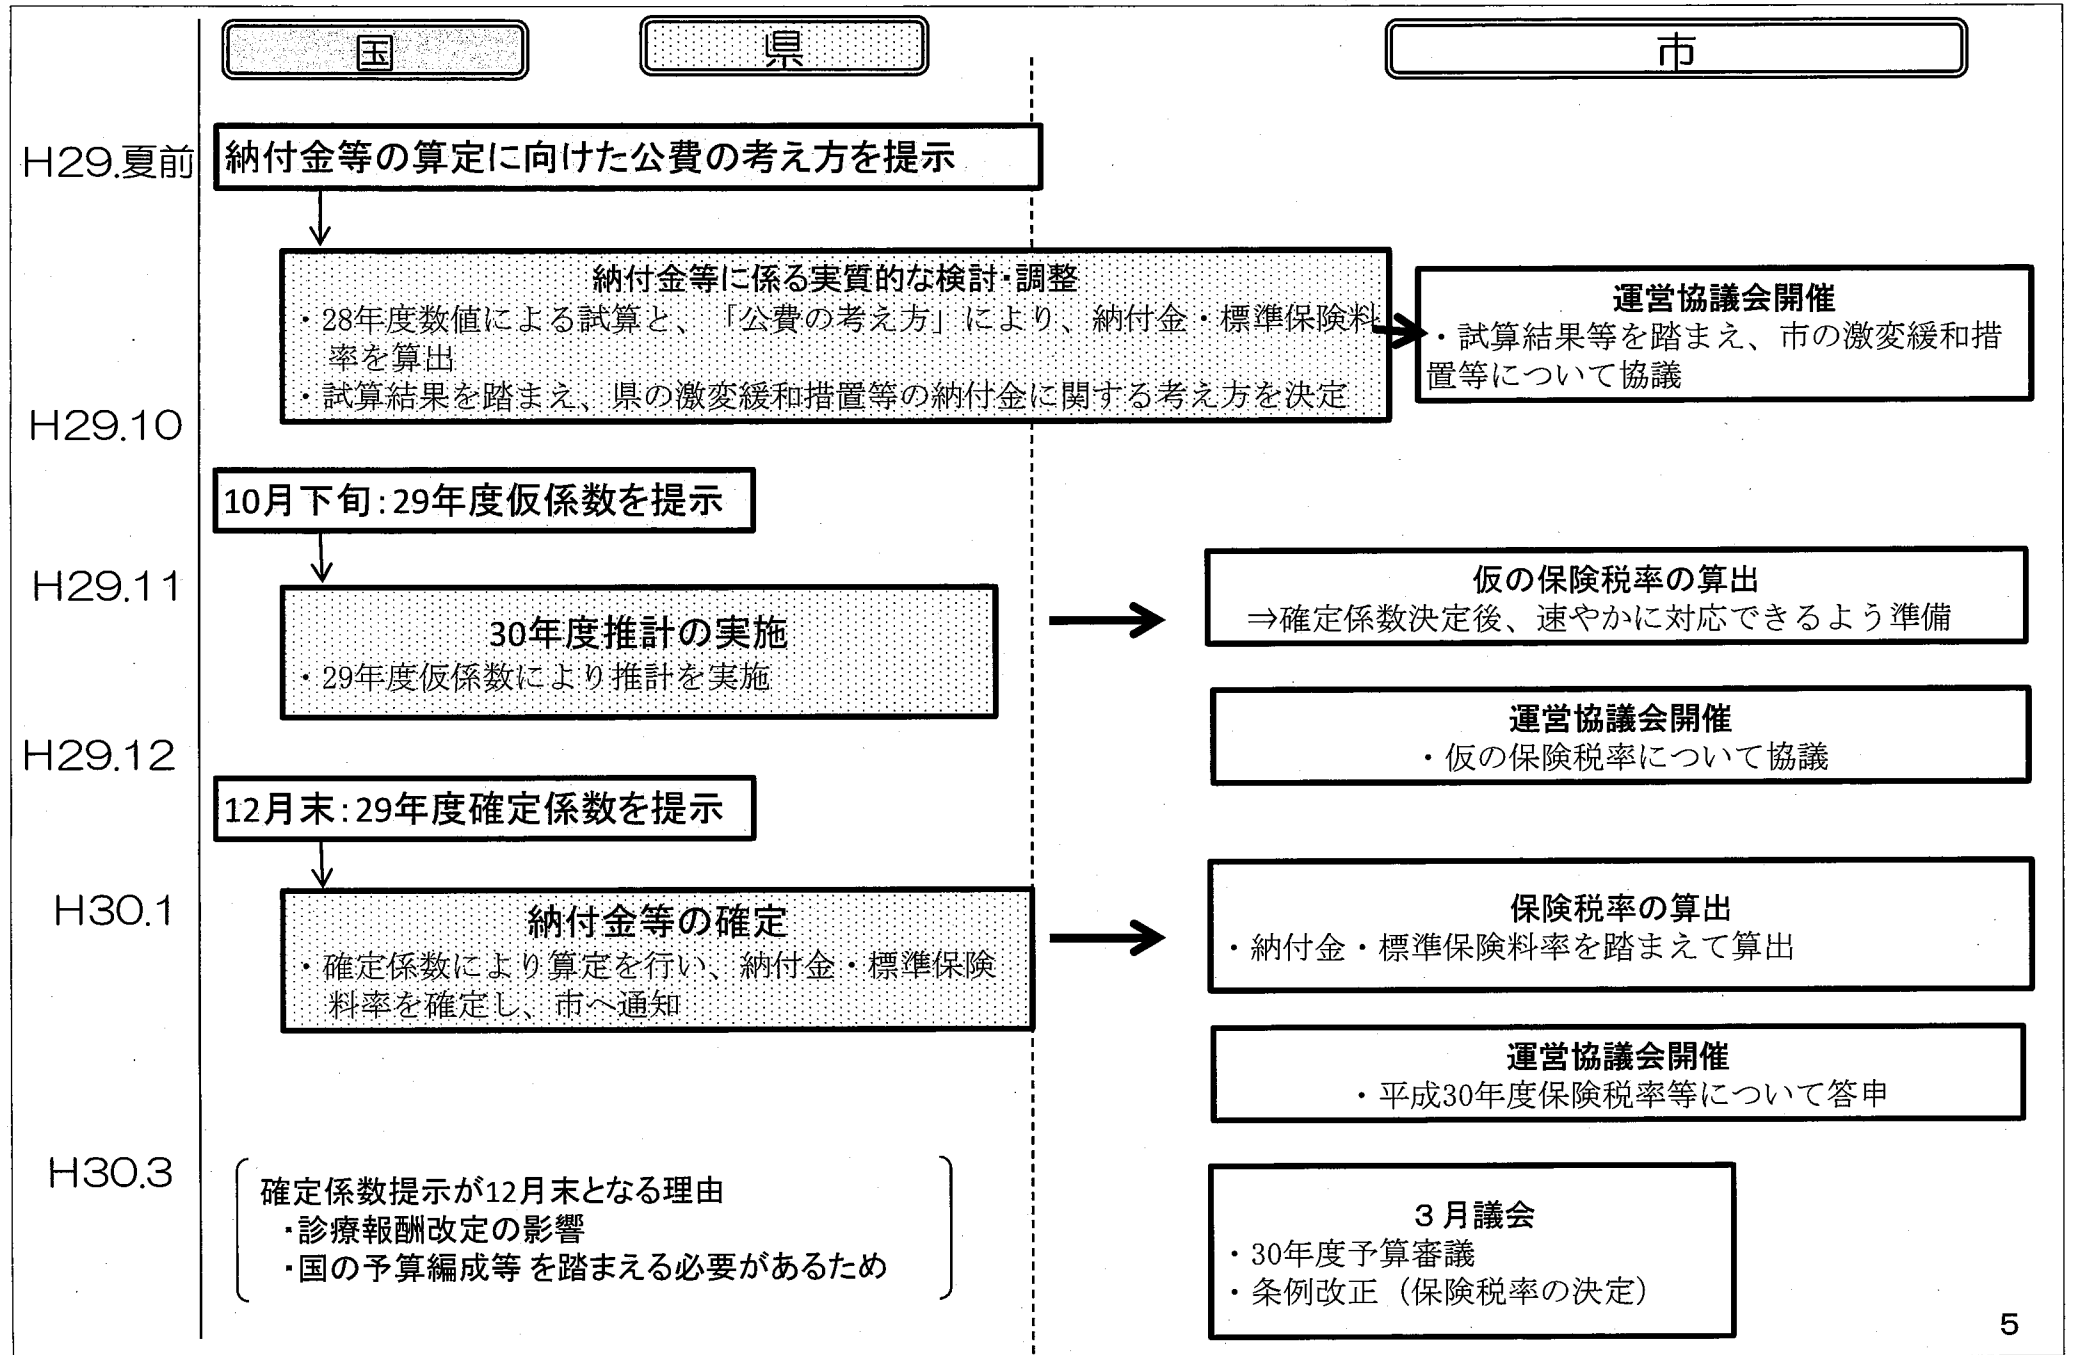 国
県
市
H29.夏前
納付金等の算定に向けた公費の考え方を提示
納付金等に係る実質的な検討・調整
・28年度数値による試算と、「公費の考え方」により、納付金・標準保険料
率を算出
・試算結果を踏まえ、県の激変緩和措置等の納付金に関する考え方を決定
運営協議会開催
・試算結果等を踏まえ、市の激変緩和措
置等について協議
H29.10
10月下旬:29年度仮係数を提示
H29.11
30年度推計の実施
・29年度仮係数により推計を実施
仮の保険税率の算出
⇒確定係数決定後、速やかに対応できるよう準備
運営協議会開催
・仮の保険税率について協議
H29.12
12月末:29年度確定係数を提示
H30.1
納付金等の確定
・確定係数により算定を行い、納付金・標準保険
料率を確定し、市へ通知
保険税率の算出
・納付金・標準保険料率を踏まえて算出
運営協議会開催
・平成30年度保険税率等について答申
H30.3
確定係数提示が12月末となる理由
・診療報酬改定の影響
・国の予算編成等 を踏まえる必要があるため
3月議会
・30年度予算審議
・条例改正（保険税率の決定）
5